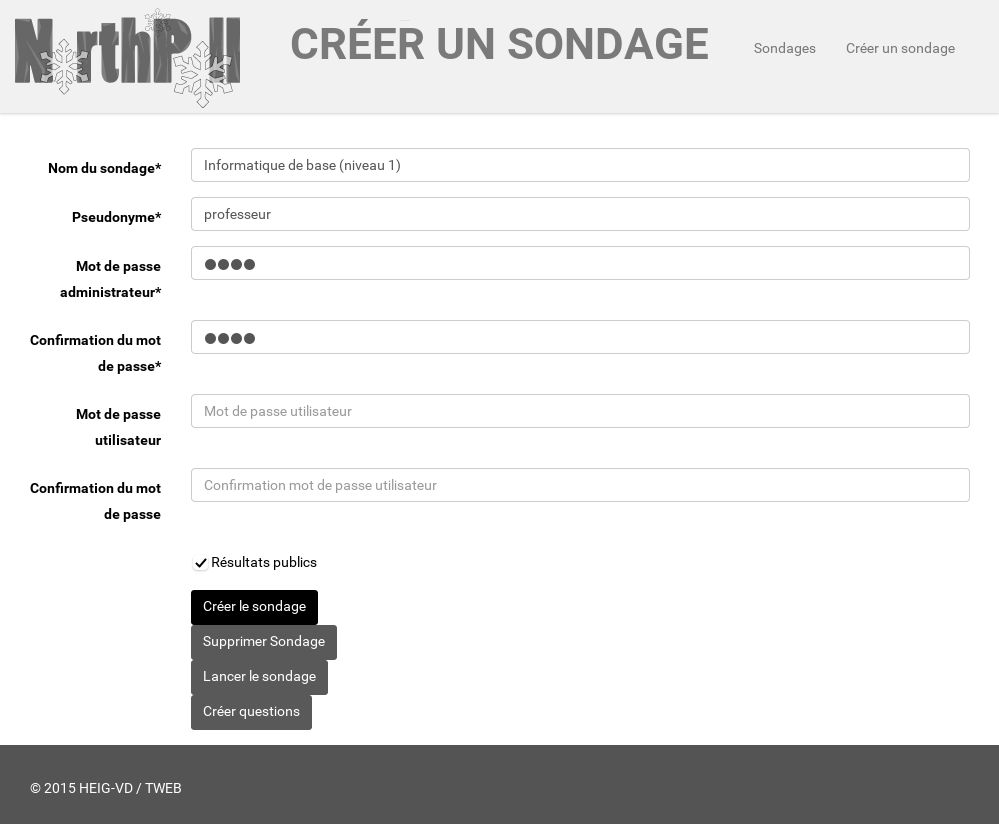 NorthPoll
CRÉER UN SONDAGE
Sondages
Créer un sondage
Nom du sondage*
Informatique de base (niveau 1)
Pseudonyme*
professeur
Mot de passe
administrateur*
●●●●
Confirmation du mot
de passe*
●●●●
Mot de passe
utilisateur
Mot de passe utilisateur
Confirmation du mot
de passe
Confirmation mot de passe utilisateur
Résultats publics
Créer le sondage
Supprimer Sondage
Lancer le sondage
Créer questions
© 2015 HEIG-VD / TWEB